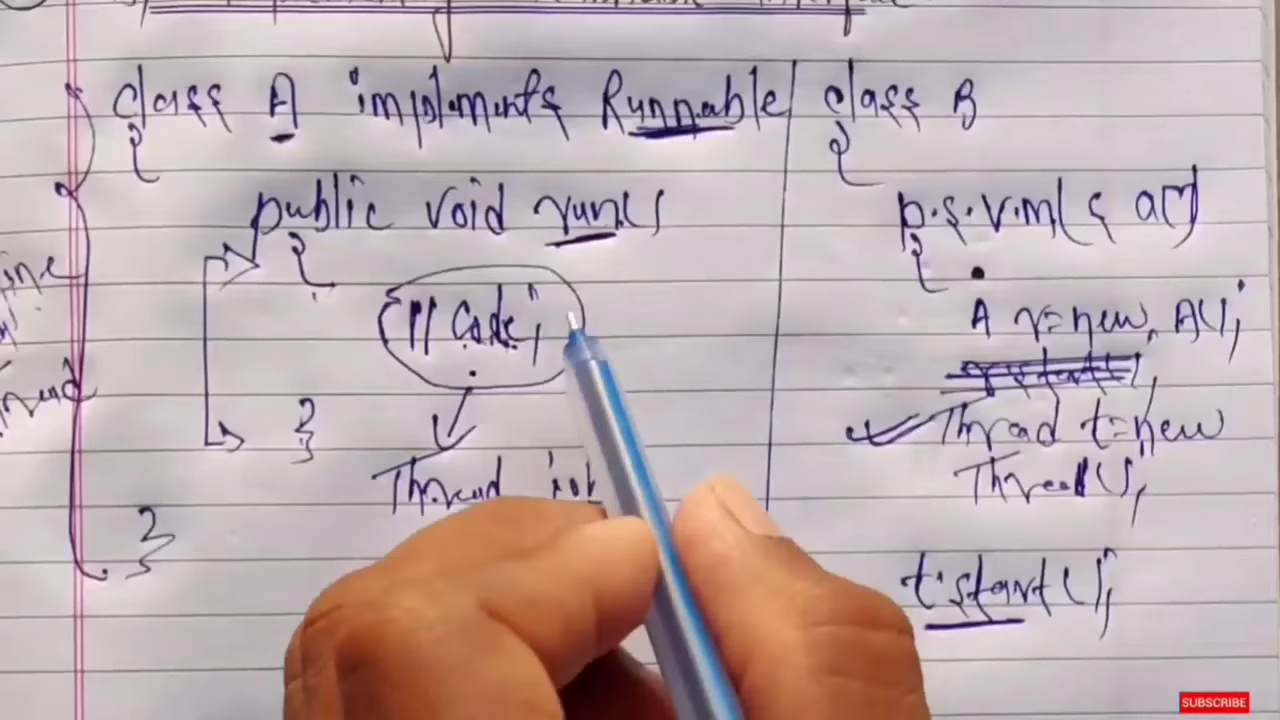 class A implements Runnable
{
public void run()
{
// Code;
}
Thread job
}
class B
{
p.s.v.m(s a[])
{
A r=new A();
Thread t=new
Thread();
t.start();
SUBSCRIBE